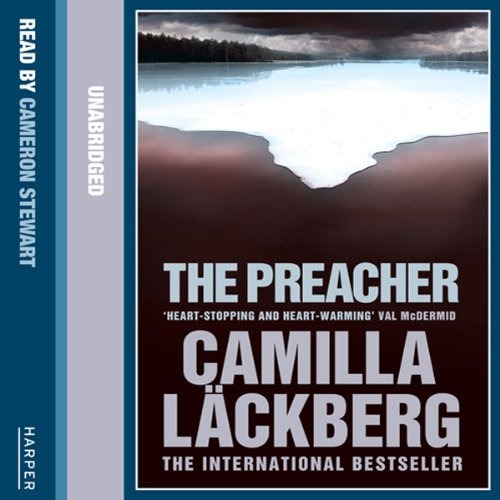 READ BY CAMERON STEWART
UNABRIDGED
HARPER
THE PREACHER
'HEART-STOPPING AND HEART-WARMING' VAL McDERMID
CAMILLA
LÄCKBERG
THE INTERNATIONAL BESTSELLER